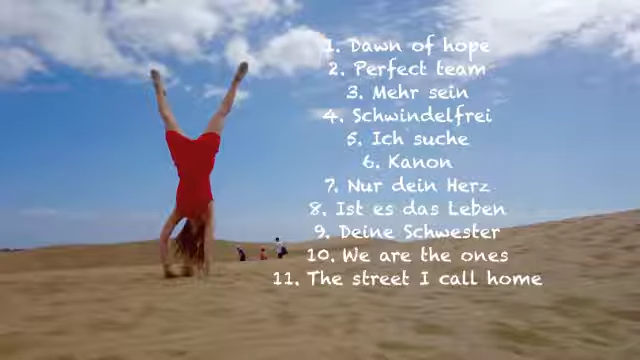 1. Dawn of hope
2. Perfect team
3. Mehr sein
4. Schwindelfrei
5. Ich suche
6. Kanon
7. Nur dein Herz
8. Ist es das Leben
9. Deine Schwester
10. We are the ones
11. The street I call home